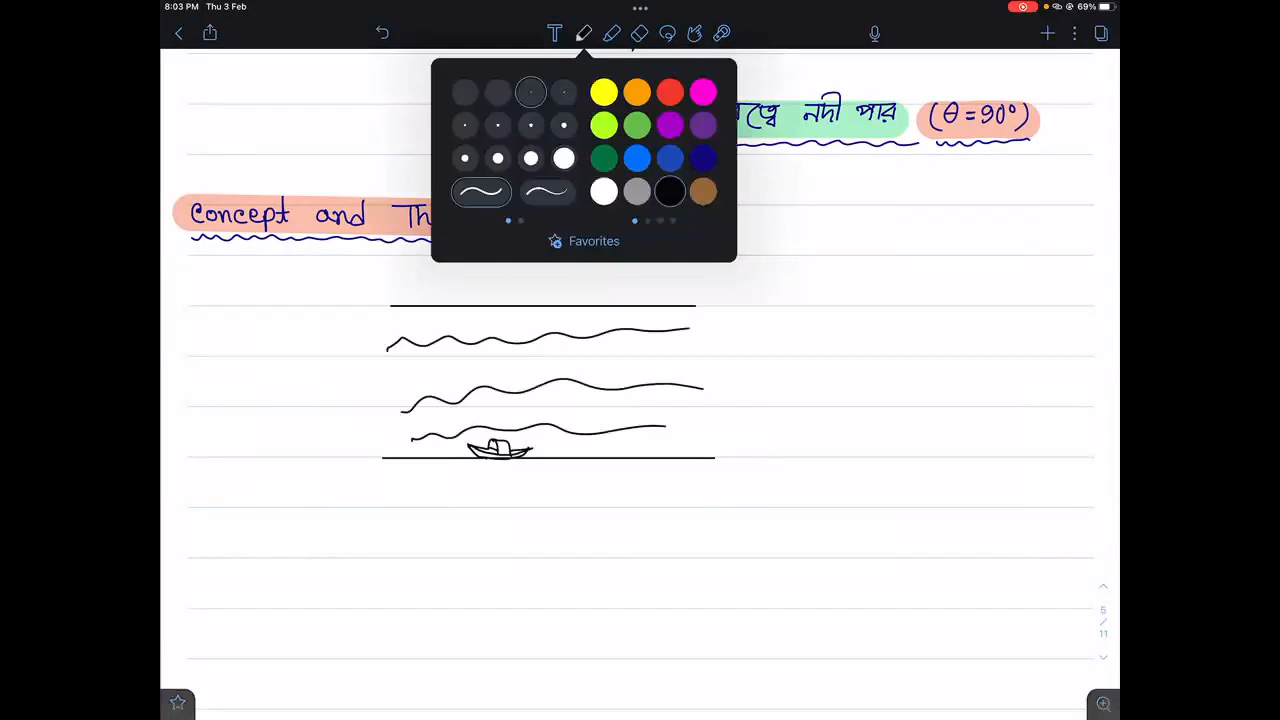 8:03 PM Thu 3 Feb
69%
T
নদী পার (θ = 90°)
Concept and Th
Favorites
5
/
11